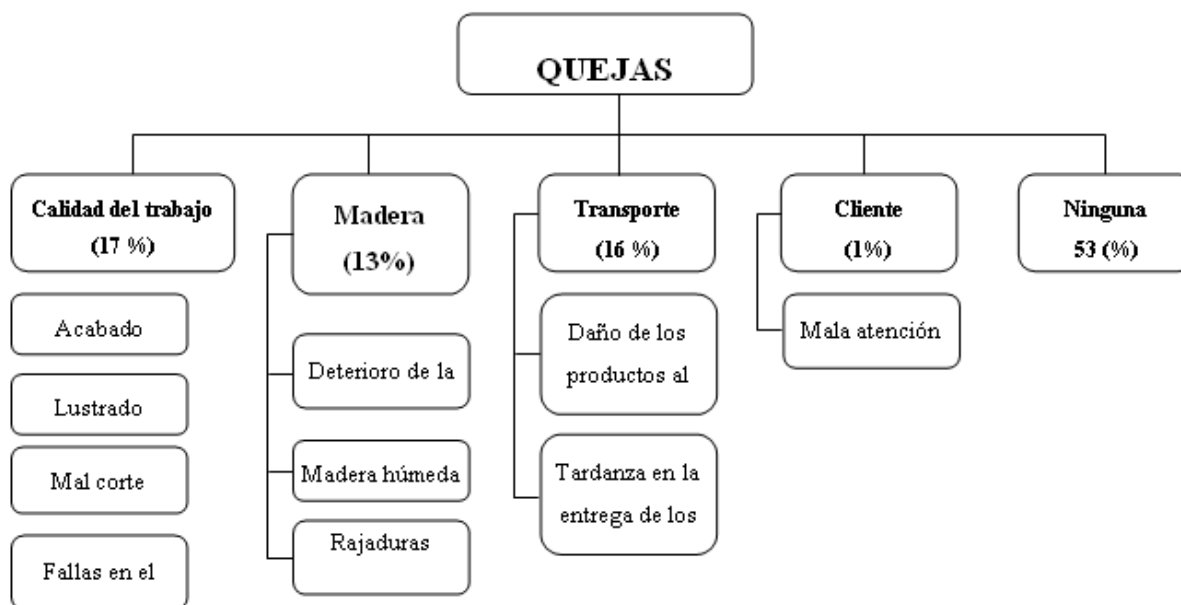 QUEJAS
Calidad del trabajo
(17 %)
Acabado
Lustrado
Mal corte
Fallas en el
Madera
(13%)
Deterioro de la
Madera húmeda
Rajaduras
Transporte
(16 %)
Daño de los
productos al
Tardanza en la
entrega de los
Cliente
(1%)
Mala atención
Ninguna
53 (%)